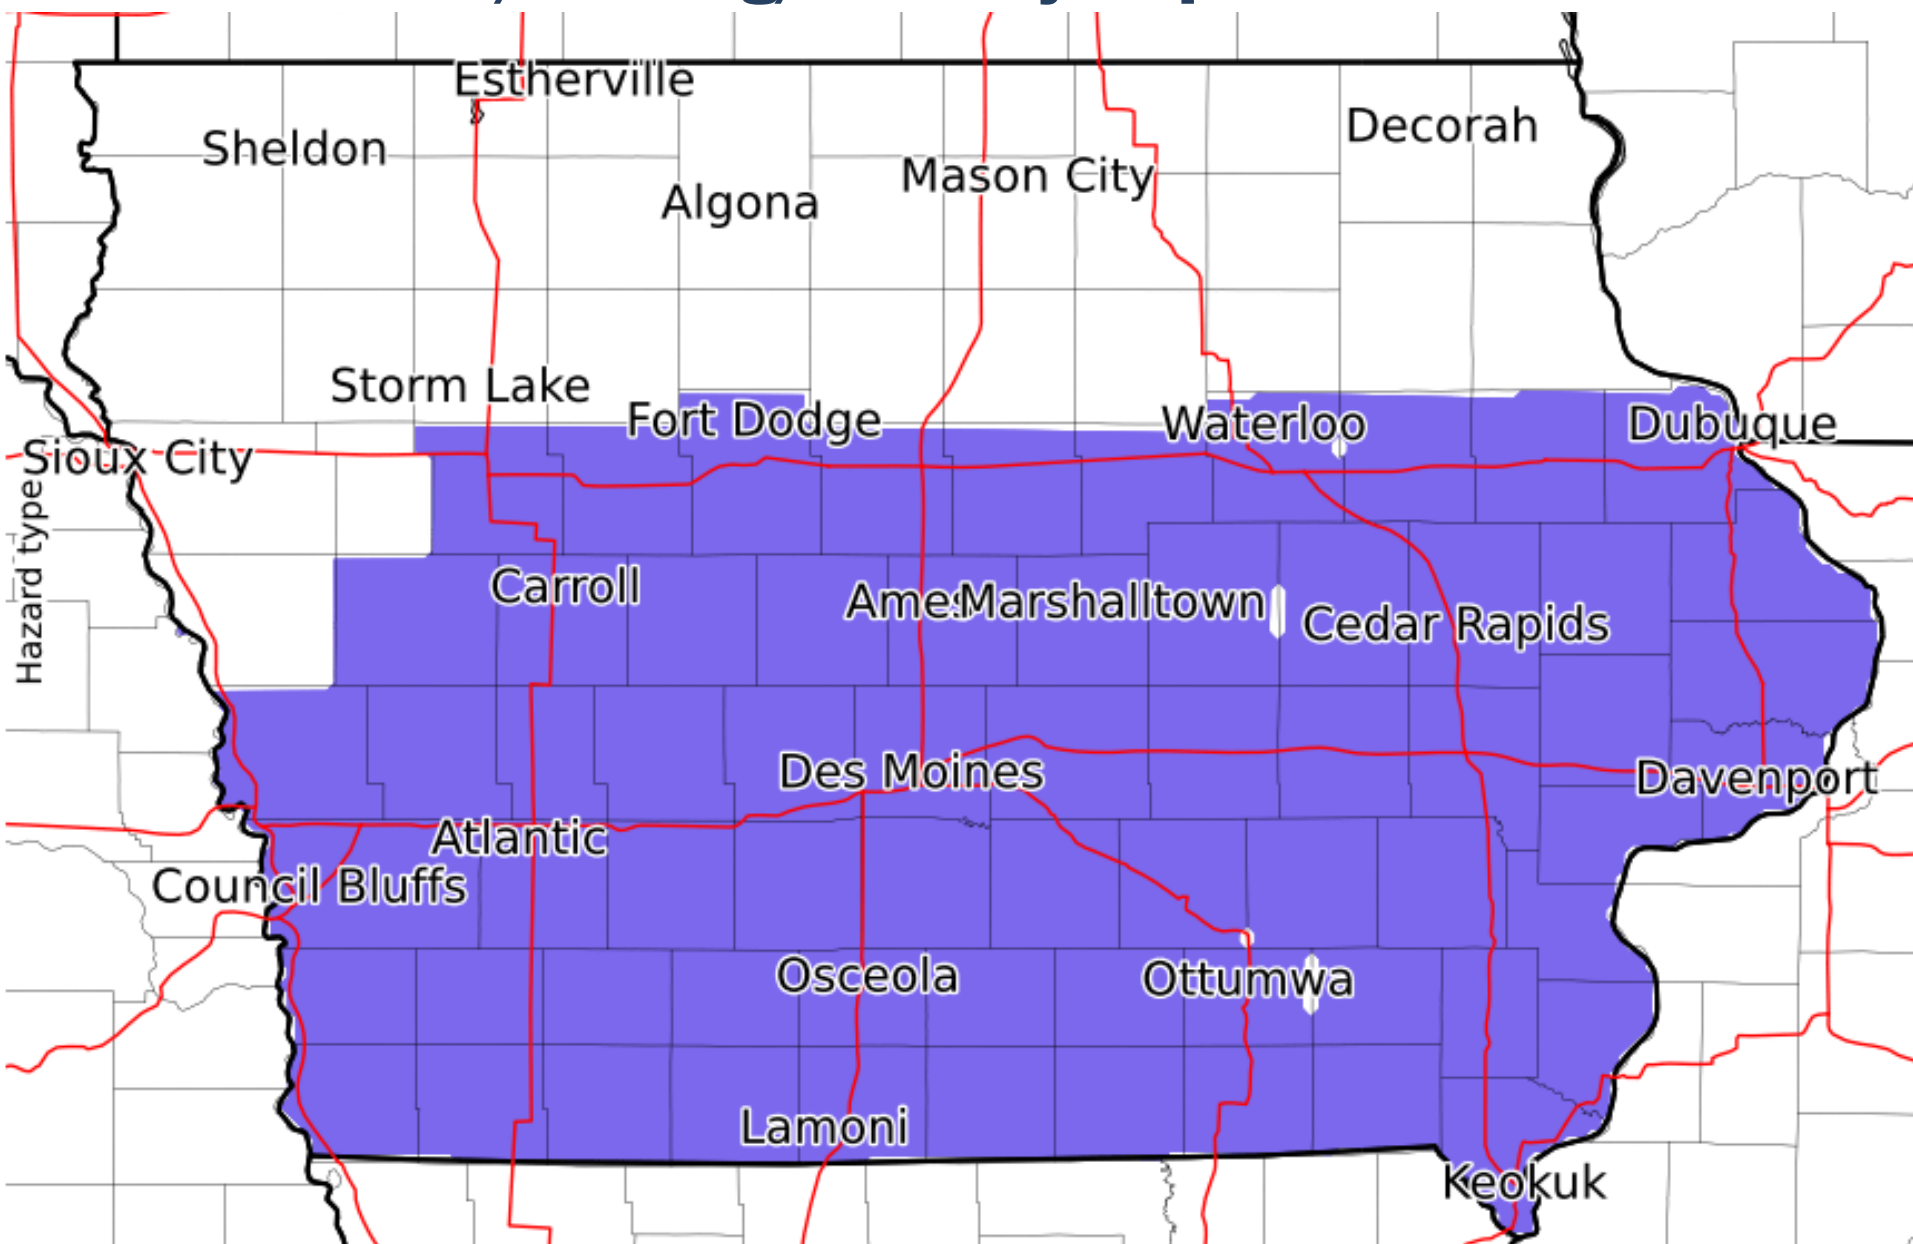 Estherville
Decorah
Sheldon
Mason City
Algona
Storm Lake
Fort Dodge
Waterloo
Dubuque
Sioux City
Hazard type
Carroll
Ames
Marshalltown
Cedar Rapids
Des Moines
Davenport
Atlantic
Council Bluffs
Osceola
Ottumwa
Lamoni
Keokuk